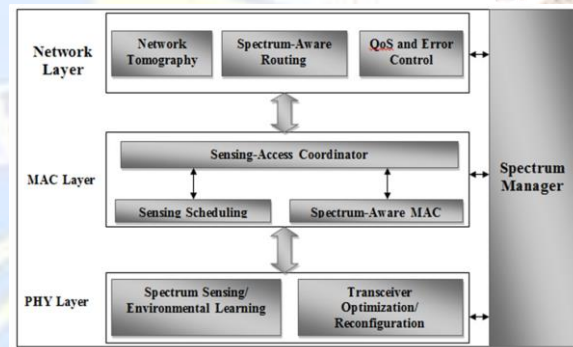 Network
Layer
Network
Tomography
Spectrum-Aware
Routing
QoS and Error
Control
MAC Layer
Sensing-Access Coordinator
Sensing Scheduling
Spectrum-Aware MAC
PHY Layer
Spectrum Sensing/
Environmental Learning
Transceiver
Optimization/
Reconfiguration
Spectrum
Manager